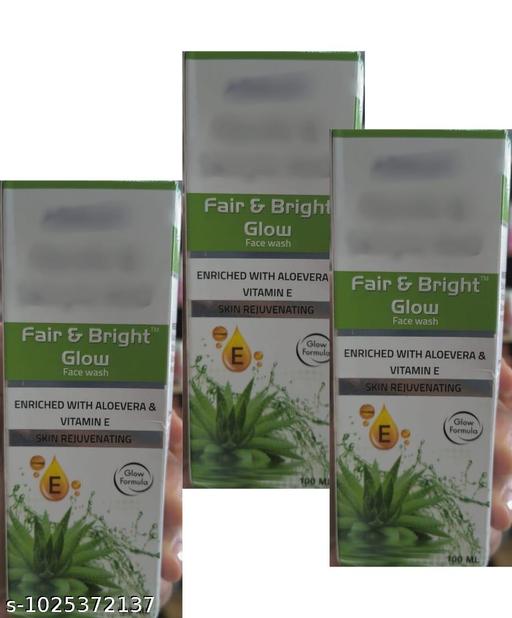 Fair & Bright
Glow
Face wash
ENRICHED WITH ALOEVERA
VITAMIN E
SKIN REJUVENATING
E
Glow
Formula
100 ML
Fair & Bright™
Glow
Face wash
ENRICHED WITH ALOEVERA &
VITAMIN E
SKIN REJUVENATING
E
Glow
Formula
100 ML
Fair & Bright™
Glow
Face wash
ENRICHED WITH ALOEVERA &
VITAMIN E
SKIN REJUVENATING
E
Glow
Formula
s-1025372137